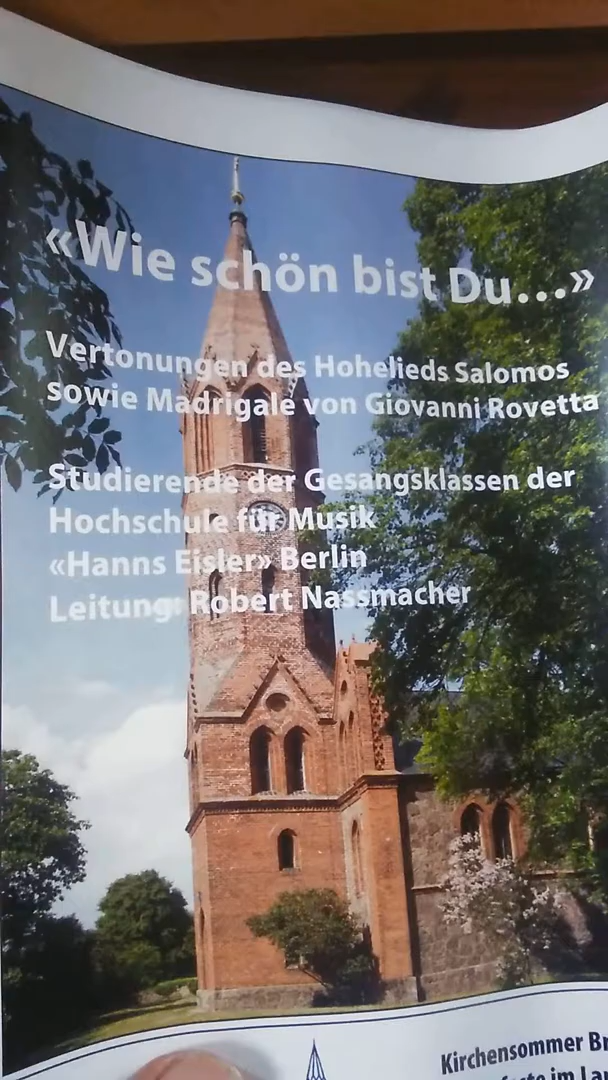 «Wie schön bist Du...»
Vertonungen des Hohelieds Salomos
sowie Madrigale von Giovanni Rovetta
Studierende der Gesangsklassen der
Hochschule für Musik
«Hanns Eisler» Berlin
Leitung: Robert Nassmacher
Kirchensommer
im